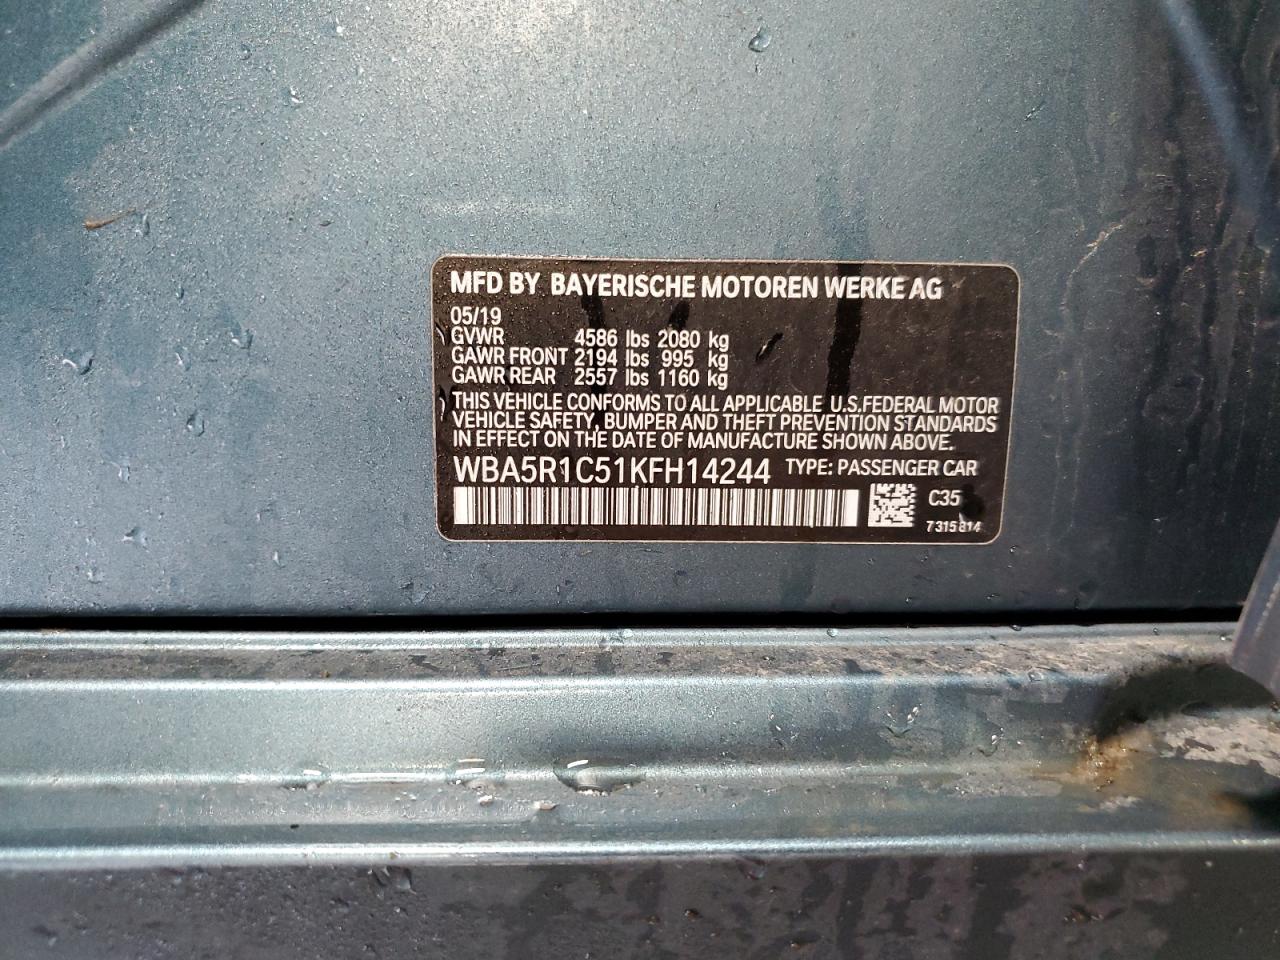 MFD BY BAYERISCHE MOTOREN WERKE AG
05/19
GVWR 4586 lbs 2080 kg
GAWR FRONT 2194 lbs 995 kg
GAWR REAR 2557 lbs 1160 kg
THIS VEHICLE CONFORMS TO ALL APPLICABLE U.S.FEDERAL MOTOR
VEHICLE SAFETY, BUMPER AND THEFT PREVENTION STANDARDS
IN EFFECT ON THE DATE OF MANUFACTURE SHOWN ABOVE.
WBA5R1C51KFH14244 TYPE: PASSENGER CAR
C35
7315814